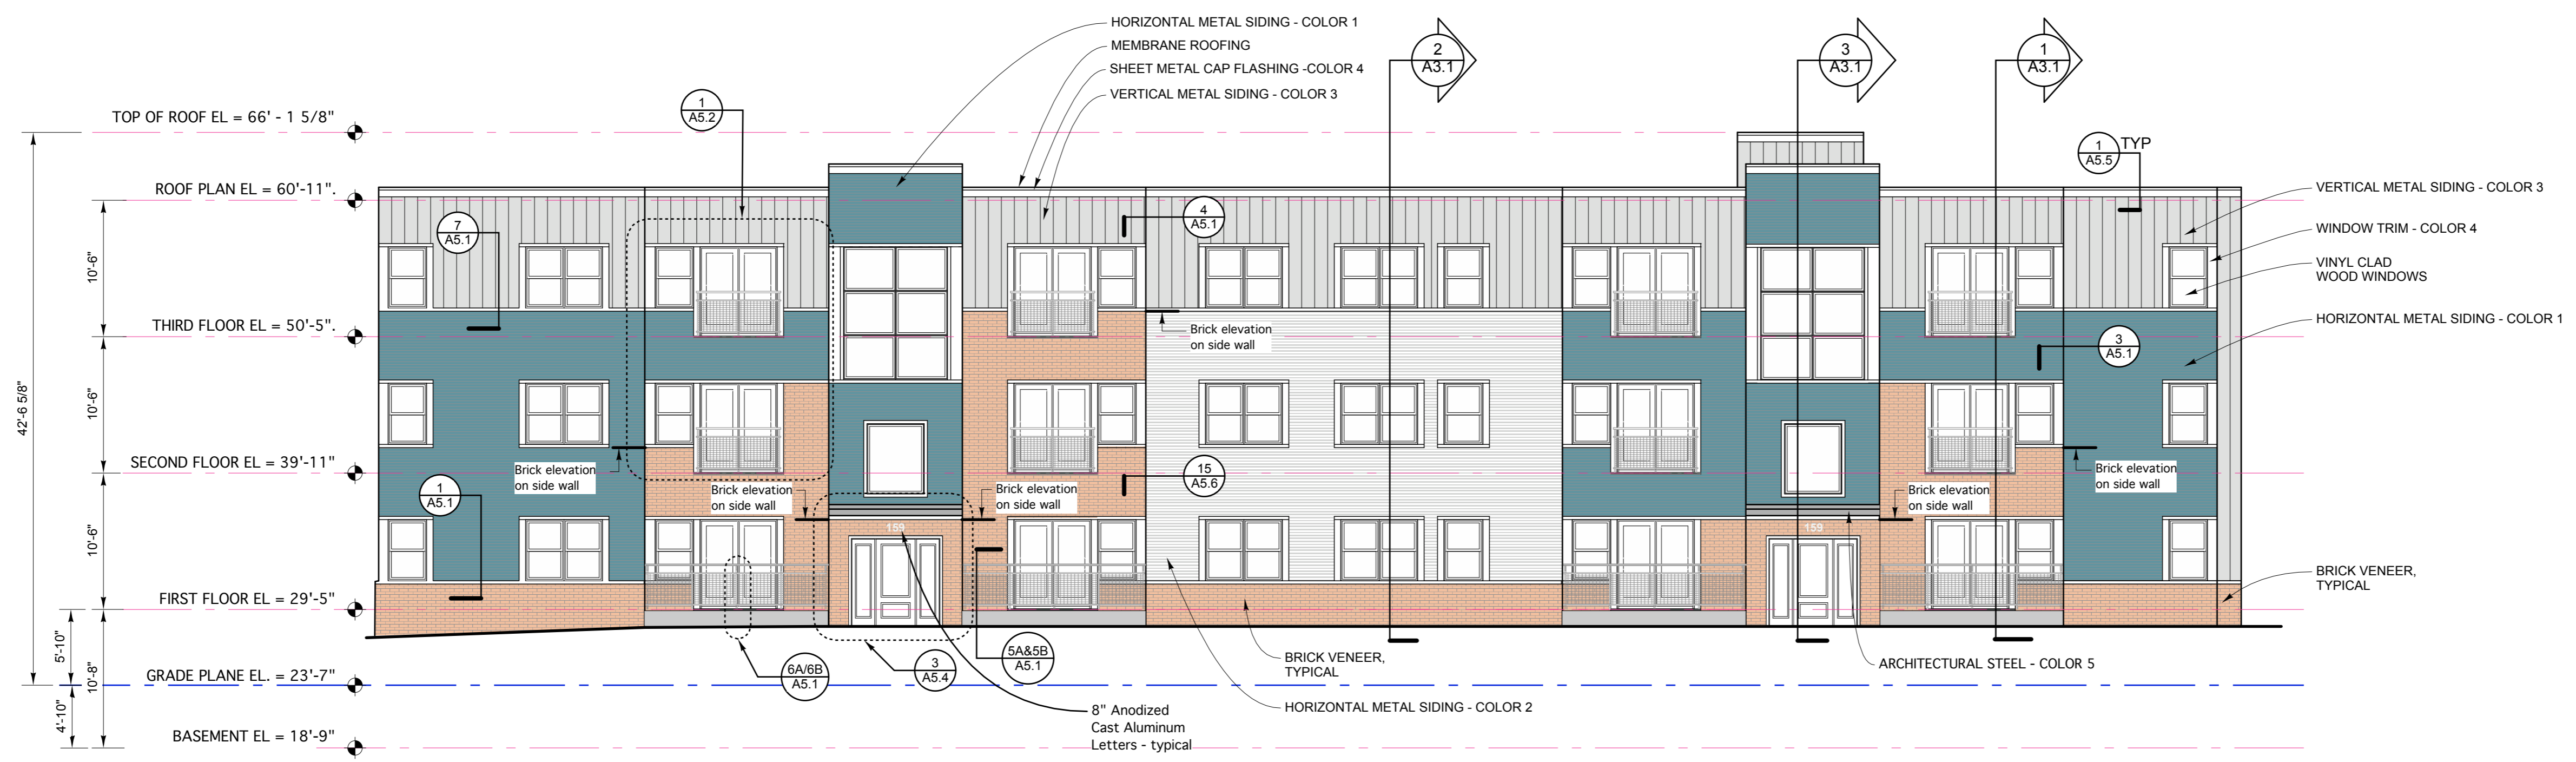 HORIZONTAL METAL SIDING - COLOR 1
MEMBRANE ROOFING
SHEET METAL CAP FLASHING -COLOR 4
VERTICAL METAL SIDING - COLOR 3
2
A3.1
3
A3.1
1
A3.1
1
A5.2
TOP OF ROOF EL = 66' - 1 5/8"
1
A5.5
TYP
ROOF PLAN EL = 60'-11".
VERTICAL METAL SIDING - COLOR 3
7
A5.1
4
A5.1
WINDOW TRIM - COLOR 4
VINYL CLAD
WOOD WINDOWS
10'-6"
THIRD FLOOR EL = 50'-5".
Brick elevation
on side wall
HORIZONTAL METAL SIDING - COLOR 1
3
A5.1
42'-6 5/8"
10'-6"
SECOND FLOOR EL = 39'-11"
Brick elevation
on side wall
15
A5.6
Brick elevation
on side wall
1
A5.1
Brick elevation
on side wall
Brick elevation
on side wall
Brick elevation
on side wall
159
159
10'-6"
BRICK VENEER,
TYPICAL
FIRST FLOOR EL = 29'-5"
5'-10"
10'-8"
GRADE PLANE EL. = 23'-7"
6A/6B
A5.1
3
A5.4
5A&5B
A5.1
BRICK VENEER,
TYPICAL
ARCHITECTURAL STEEL - COLOR 5
4'-10"
8" Anodized
Cast Aluminum
Letters - typical
HORIZONTAL METAL SIDING - COLOR 2
BASEMENT EL = 18'-9"